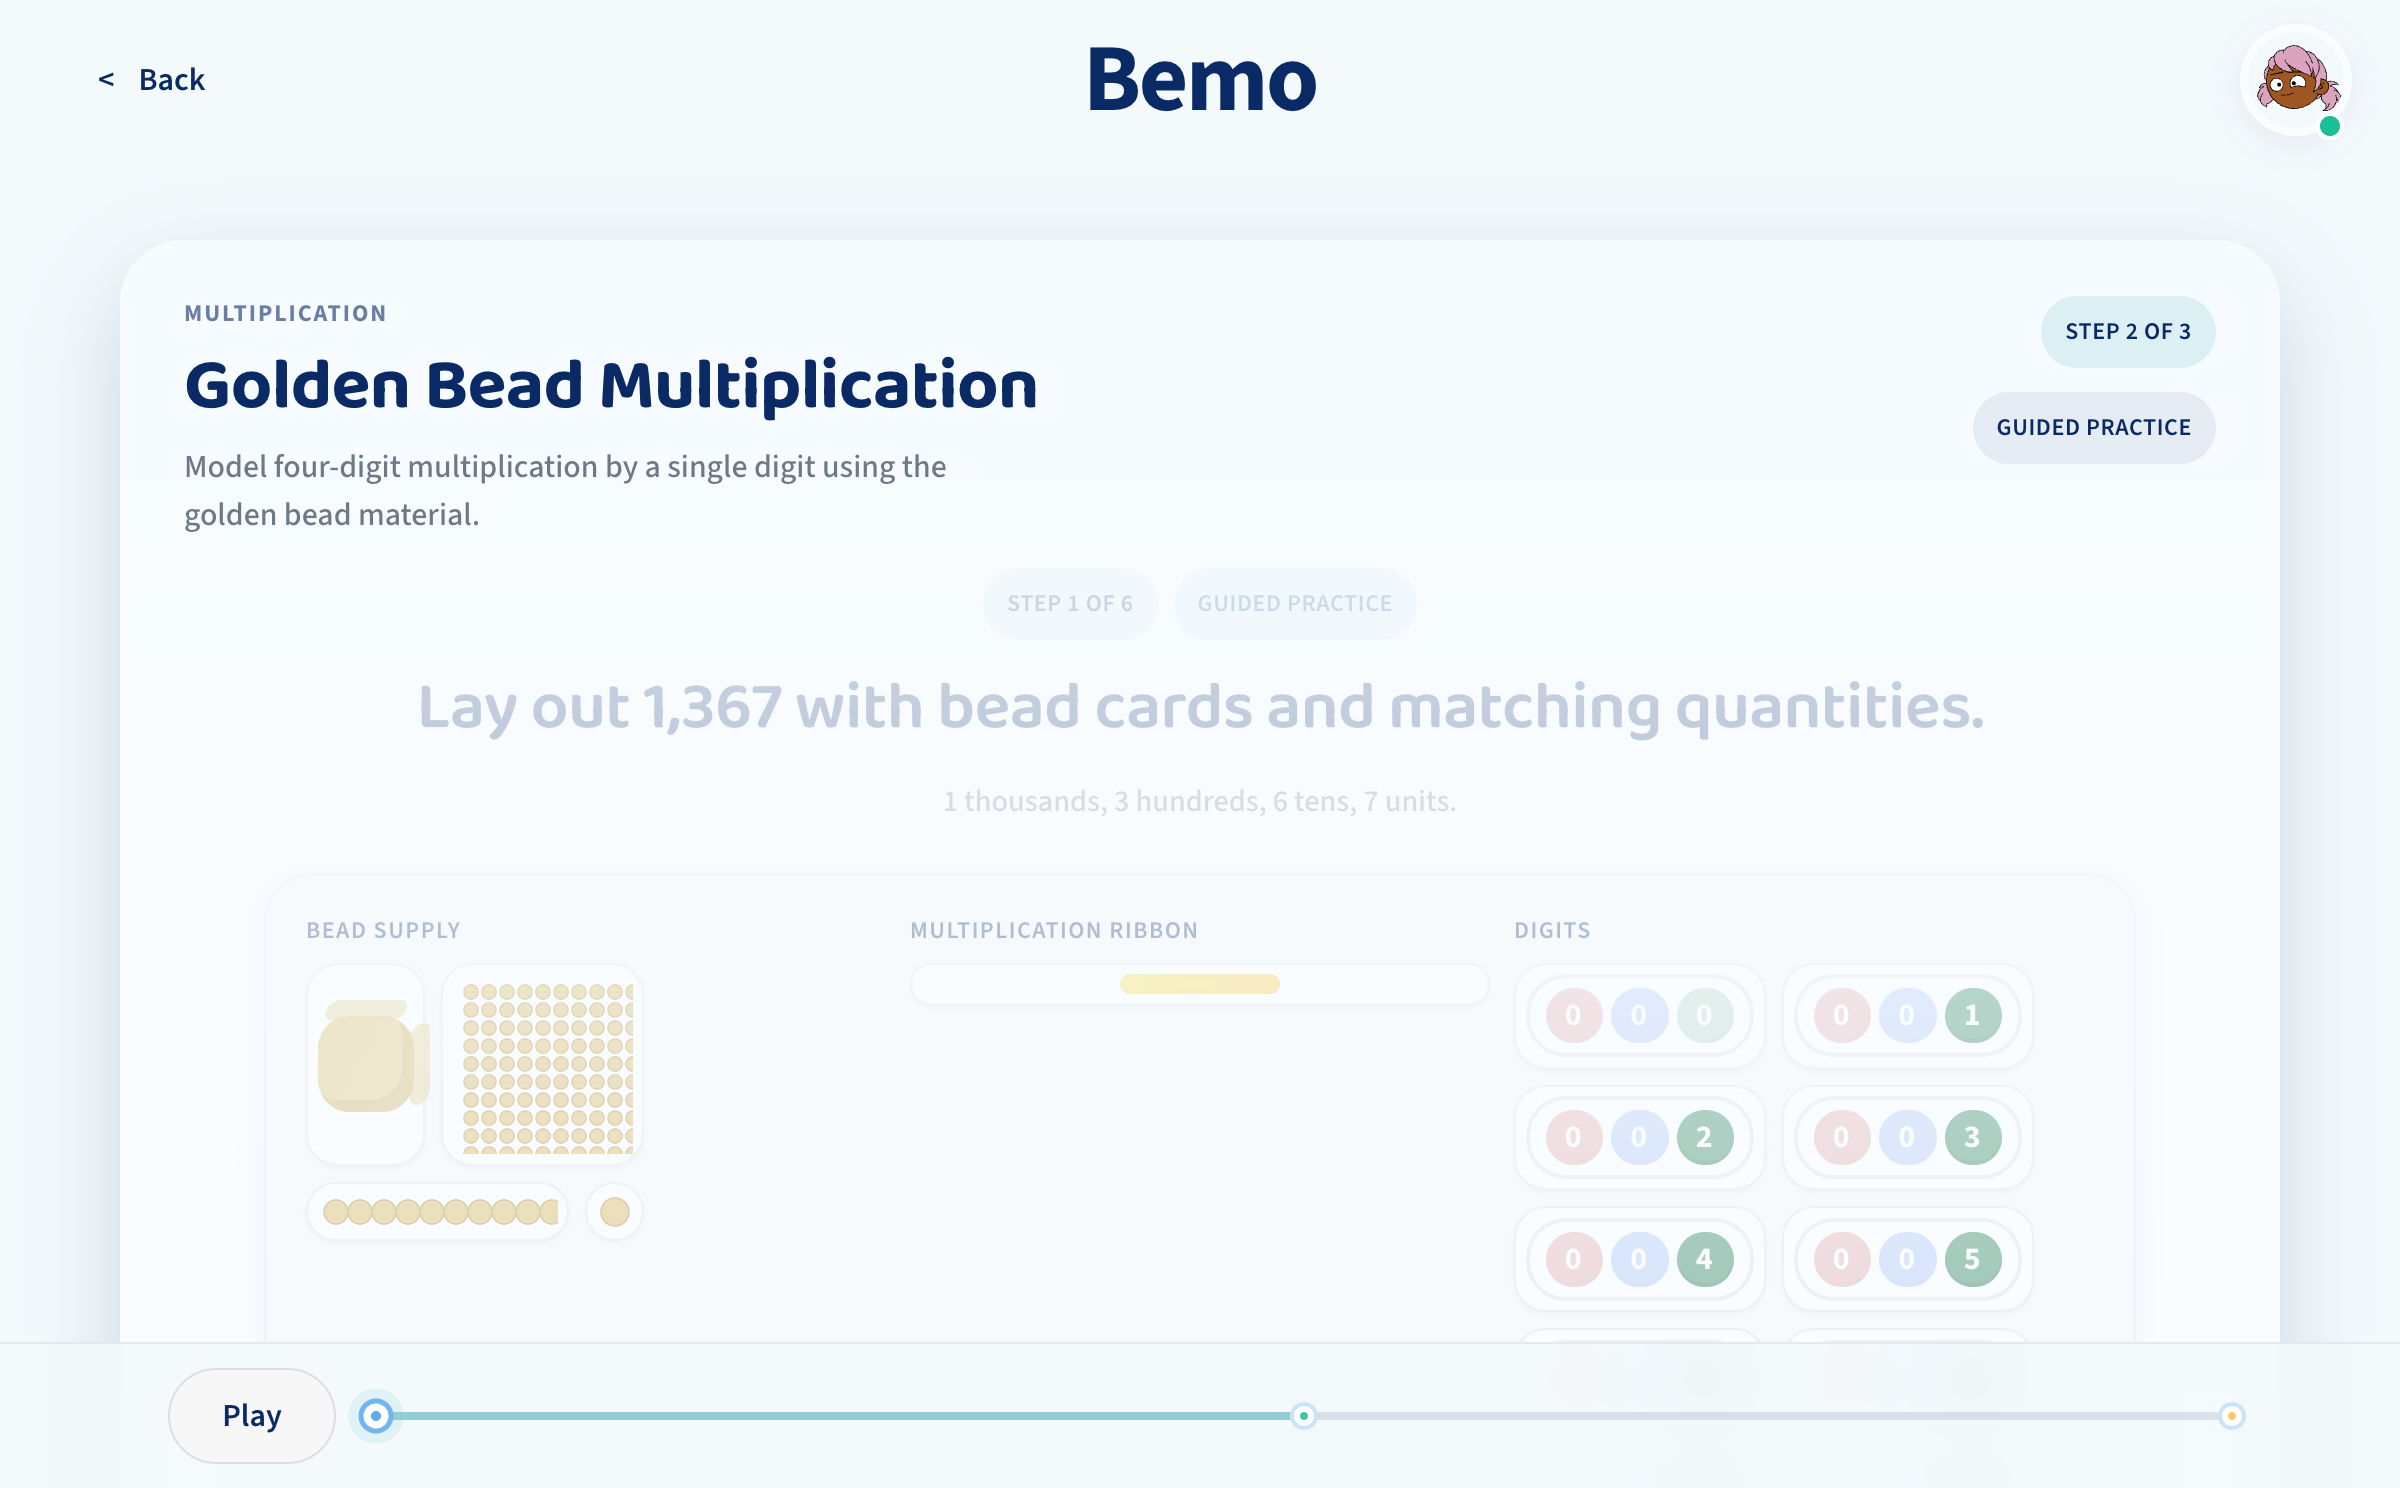 < Back
Bemo
MULTIPLICATION
Golden Bead Multiplication
Model four-digit multiplication by a single digit using the
golden bead material.
STEP 2 OF 3
GUIDED PRACTICE
STEP 1 OF 6 GUIDED PRACTICE
Lay out 1,367 with bead cards and matching quantities.
1 thousands, 3 hundreds, 6 tens, 7 units.
BEAD SUPPLY
MULTIPLICATION RIBBON
DIGITS
0 0 0 0 0 1
0 0 2 0 0 3
0 0 4 0 0 5
Play